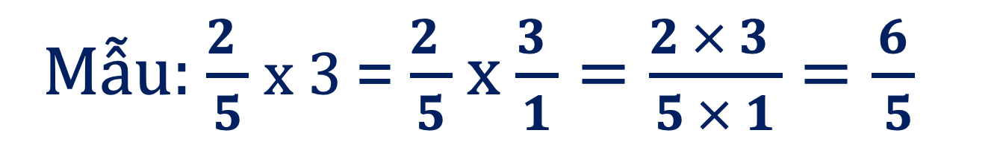 Mẫu: 2/5 x 3 = 2/5 x 3/1 = 2 × 3/5 × 1 = 6/5